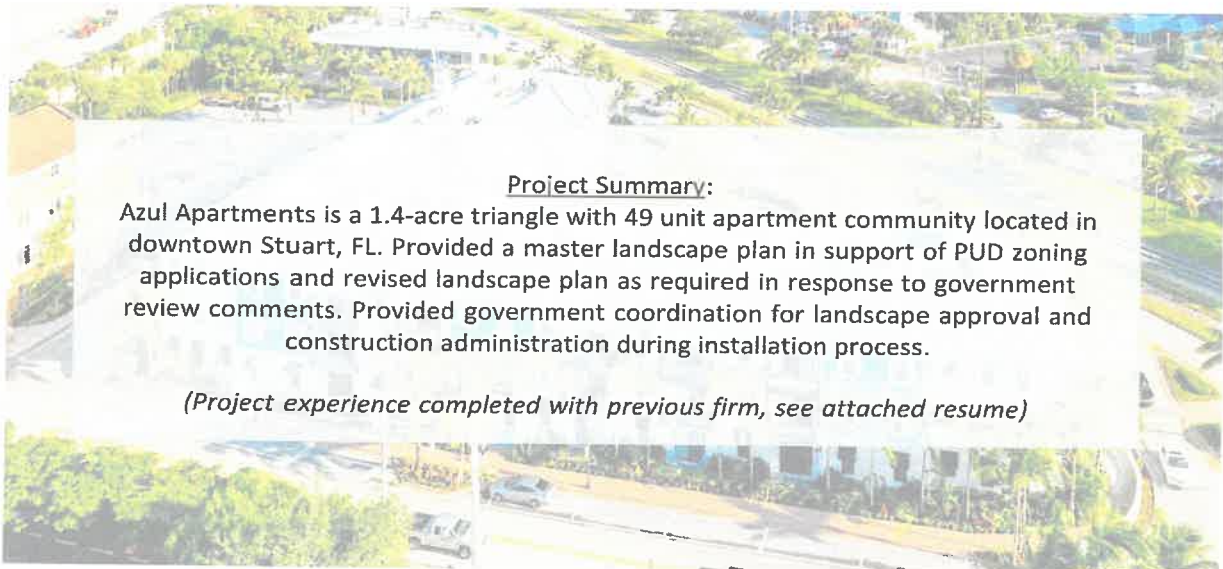 Project Summary:
Azul Apartments is a 1.4-acre triangle with 49 unit apartment community located in
downtown Stuart, FL. Provided a master landscape plan in support of PUD zoning
applications and revised landscape plan as required in response to government
review comments. Provided government coordination for landscape approval and
construction administration during installation process.
(Project experience completed with previous firm, see attached resume)